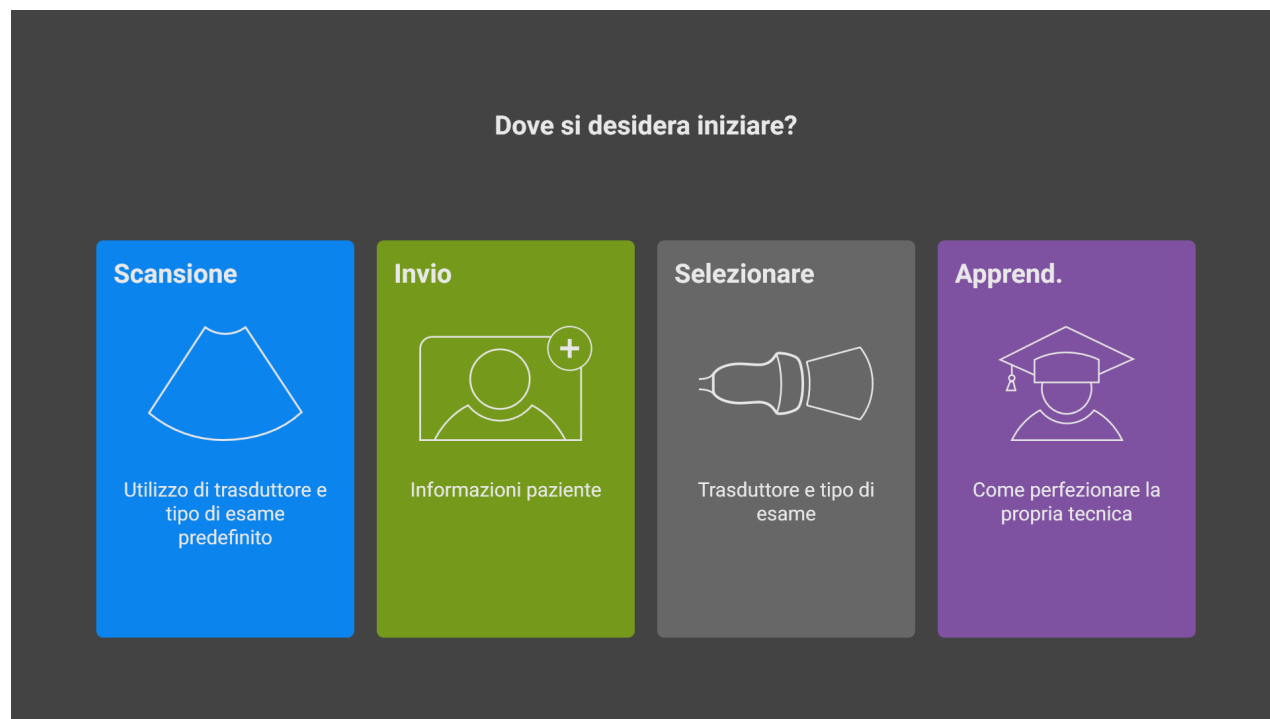 Dove si desidera iniziare?
Scansione
Utilizzo di trasduttore e
tipo di esame
predefinito
Invio
Informazioni paziente
Selezionare
Trasduttore e tipo di
esame
Apprend.
Come perfezionare la
propria tecnica